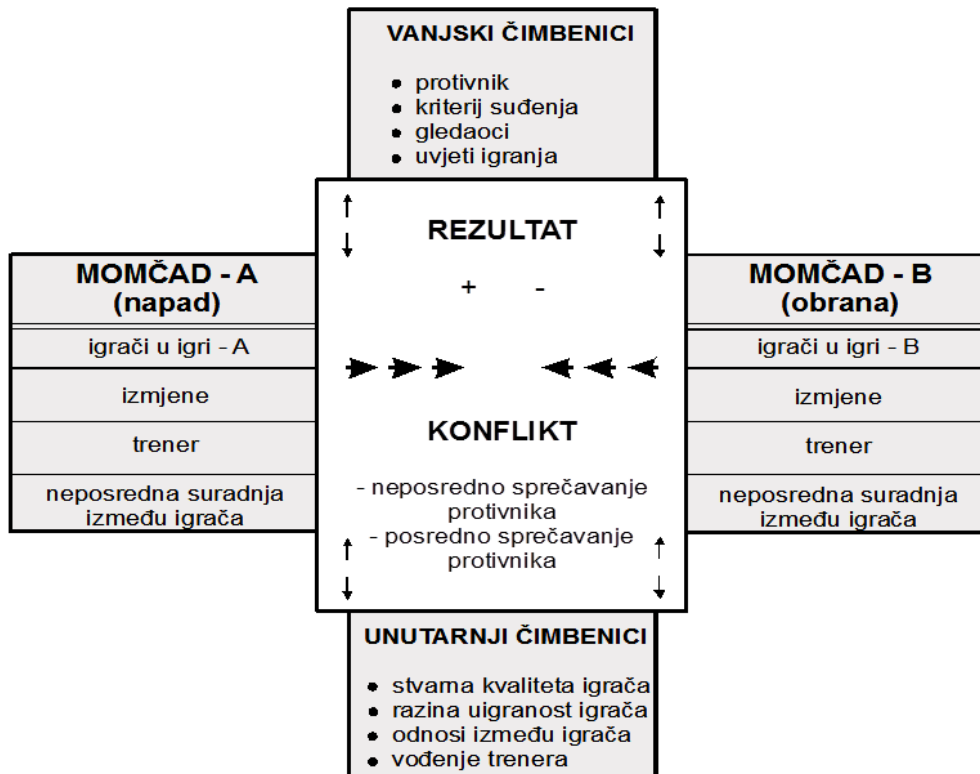 VANJSKI ČIMBENICI
• protivnik
• kriterij suđenja
• gledaoci
• uvjeti igranja
REZULTAT
+ -
MOMČAD - A
(napad)
igrači u igri - A
izmjene
trener
neposredna suradnja
između igrača
KONFLIKT
- neposredno sprečavanje
protivnika
- posredno sprečavanje
protivnika
MOMČAD - B
(obrana)
igrači u igri - B
izmjene
trener
neposredna suradnja
između igrača
UNUTARNJI ČIMBENICI
• stvarna kvaliteta igrača
• razina uigranost igrača
• odnosi između igrača
• vođenje trenera